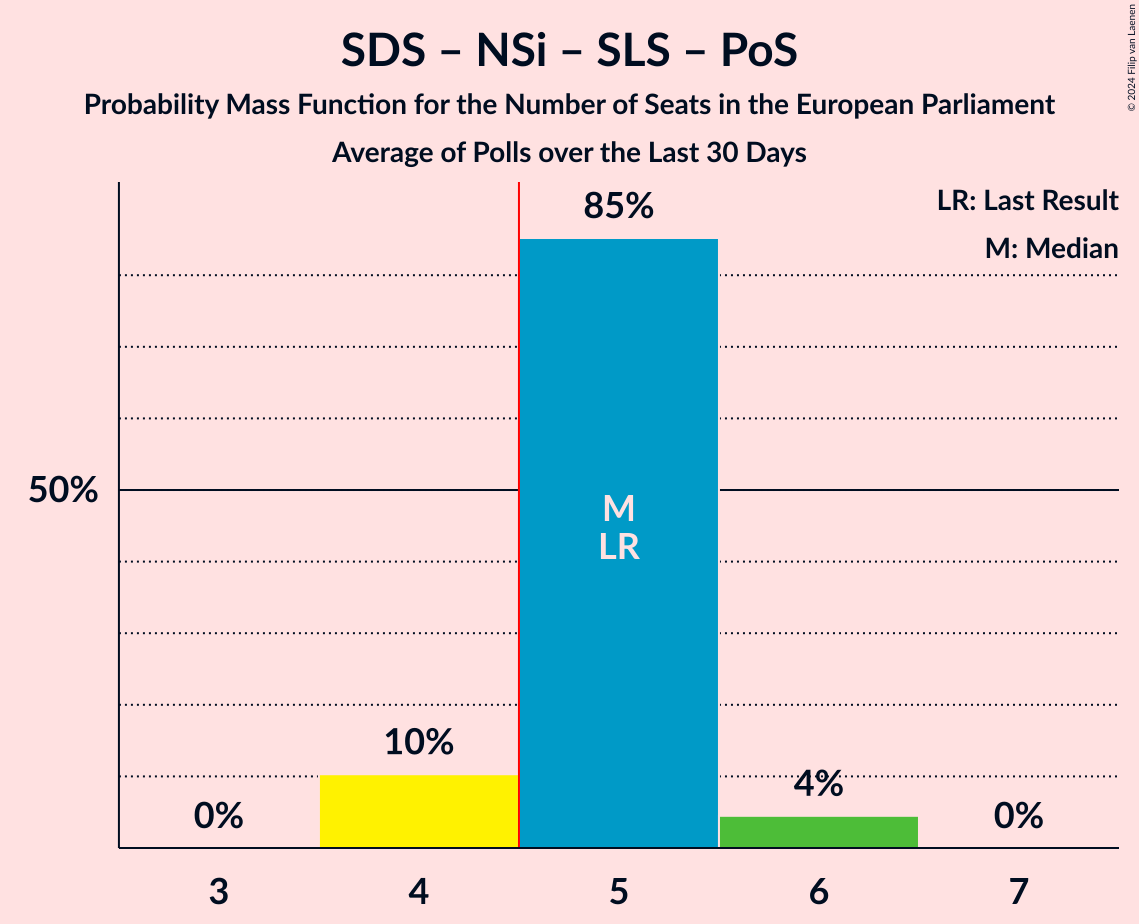 SDS – NSi – SLS – PoS
Probability Mass Function for the Number of Seats in the European Parliament
Average of Polls over the Last 30 Days
© 2024 Filip van Laenen
LR: Last Result
M: Median
85%
50%
M
LR
10%
4%
0%
0%
3 4 5 6 7